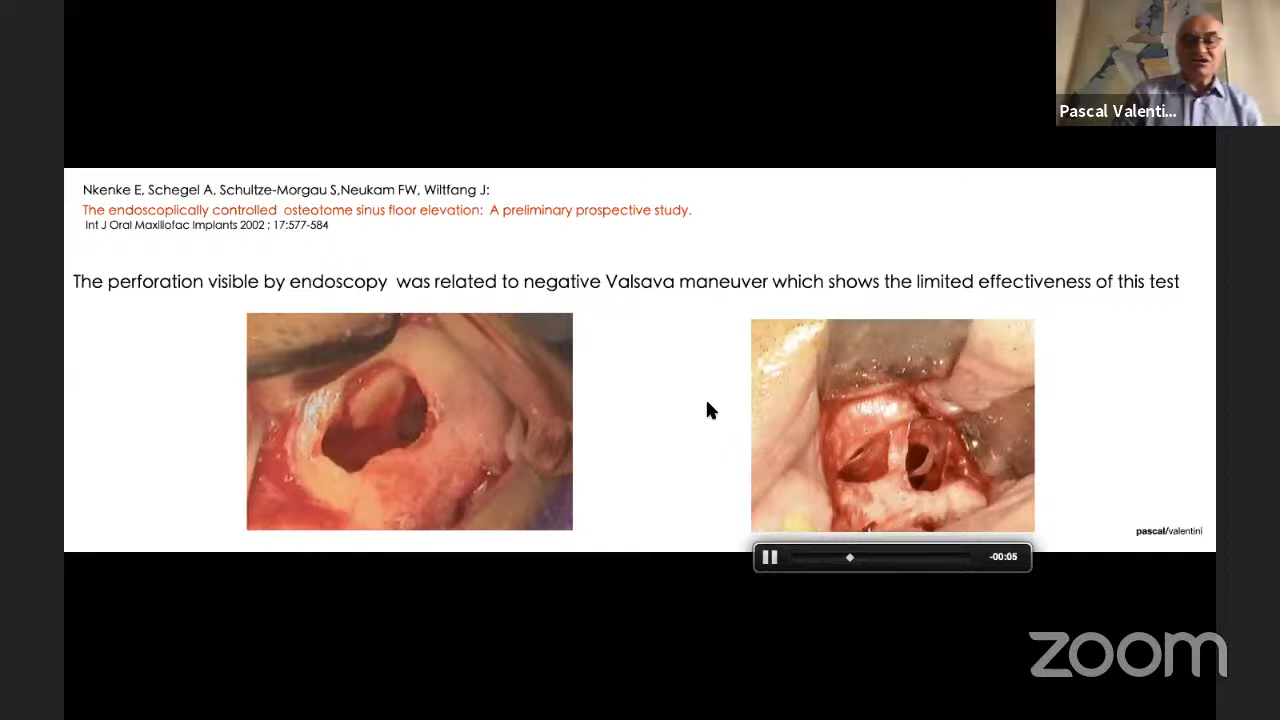 Pascal Valenti...
Nkenke E, Schegel A, Schultze-Morgau S,Neukam FW, Wiltfang J:
The endoscoplically controlled osteotome sinus floor elevation: A preliminary prospective study.
Int J Oral Maxillofac Implants 2002 ; 17:577-584
The perforation visible by endoscopy was related to negative Valsava maneuver which shows the limited effectiveness of this test
pascal/valentini
-00:05
zoom